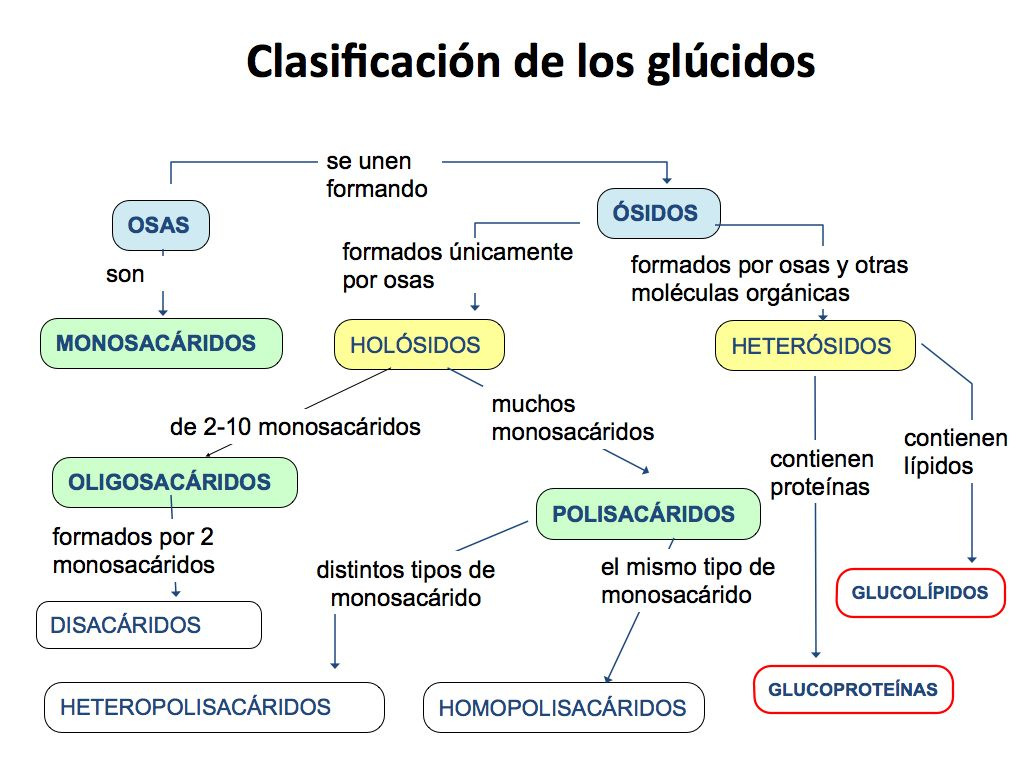 Clasificación de los glúcidos
se unen
formando
OSAS
ÓSIDOS
son
formados únicamente
por osas
formados por osas y otras
moléculas orgánicas
MONOSACÁRIDOS
HOLÓSIDOS
HETERÓSIDOS
de 2-10 monosacáridos
muchos
monosacáridos
contienen
proteínas
contienen
lípidos
OLIGOSACÁRIDOS
POLISACÁRIDOS
formados por 2
monosacáridos
distintos tipos de
monosacárido
el mismo tipo de
monosacárido
GLUCOLÍPIDOS
DISACÁRIDOS
HETEROPOLISACÁRIDOS
HOMOPOLISACÁRIDOS
GLUCOPROTEÍNAS